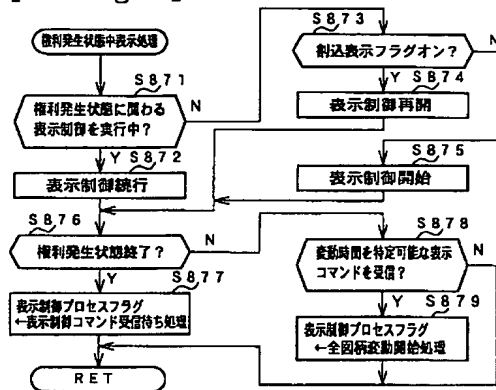 権利発生状態中表示処理
S871
権利発生状態に関わる
表示制御を実行中？
N
Y
S872
表示制御続行
S873
割込表示フラグオン？
N
Y
S874
表示制御再開
S875
表示制御開始
S876
権利発生状態終了？
N
Y
S877
表示制御プロセスフラグ
←表示制御コマンド受信待ち処理
S878
変動時間を特定可能な表示
コマンドを受信？
N
Y
S879
表示制御プロセスフラグ
←全図柄変動開始処理
RET